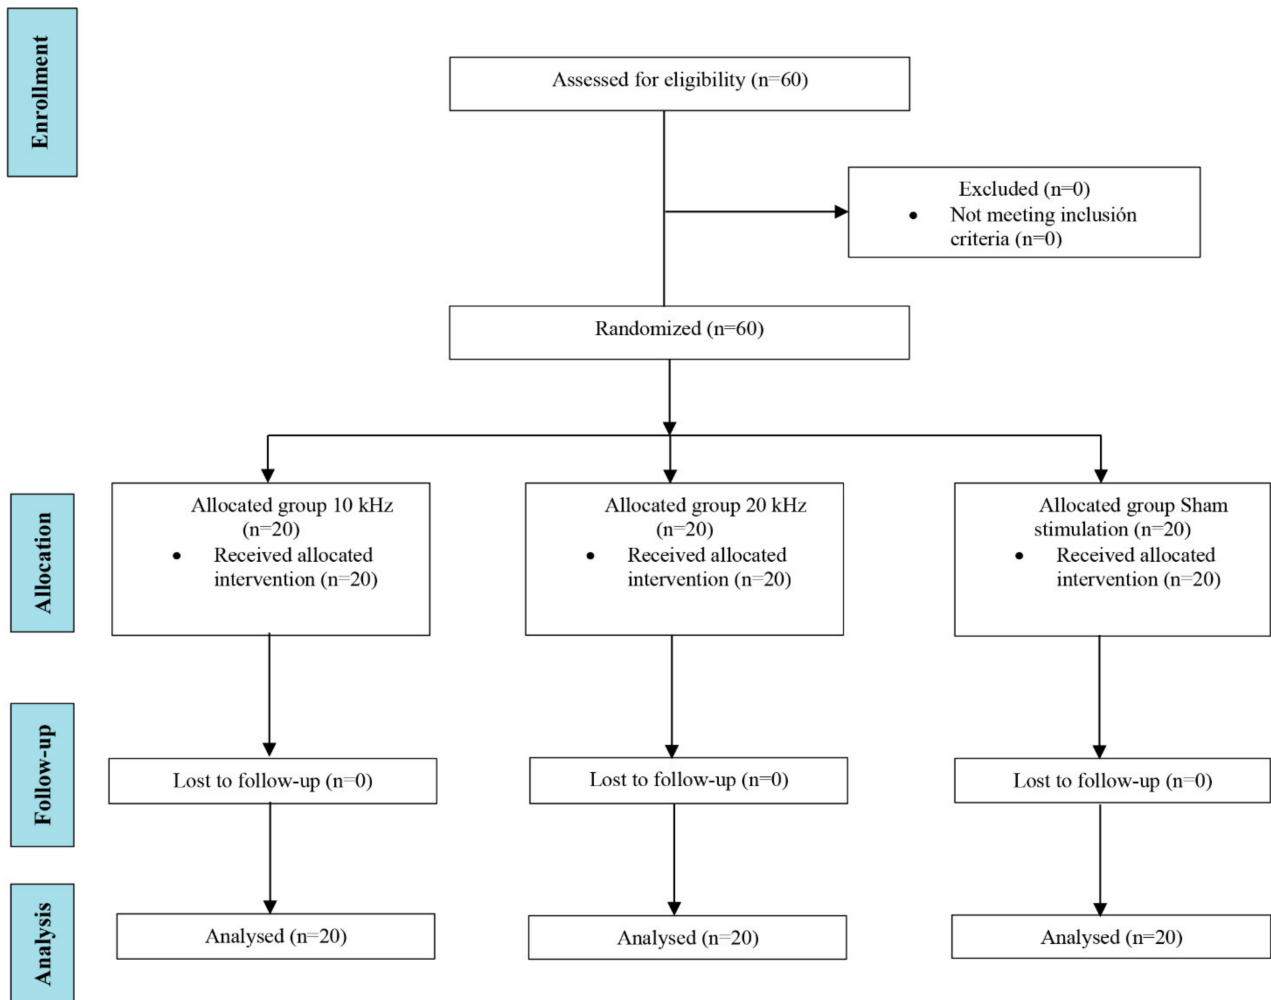 Enrollment
Assessed for eligibility (n=60)
Excluded (n=0)
• Not meeting inclusión
criteria (n=0)
Randomized (n=60)
Allocation
Allocated group 10 kHz
(n=20)
• Received allocated
intervention (n=20)
Allocated group 20 kHz
(n=20)
• Received allocated
intervention (n=20)
Allocated group Sham
stimulation (n=20)
• Received allocated
intervention (n=20)
Follow-up
Lost to follow-up (n=0)
Lost to follow-up (n=0)
Lost to follow-up (n=0)
Analysis
Analysed (n=20)
Analysed (n=20)
Analysed (n=20)